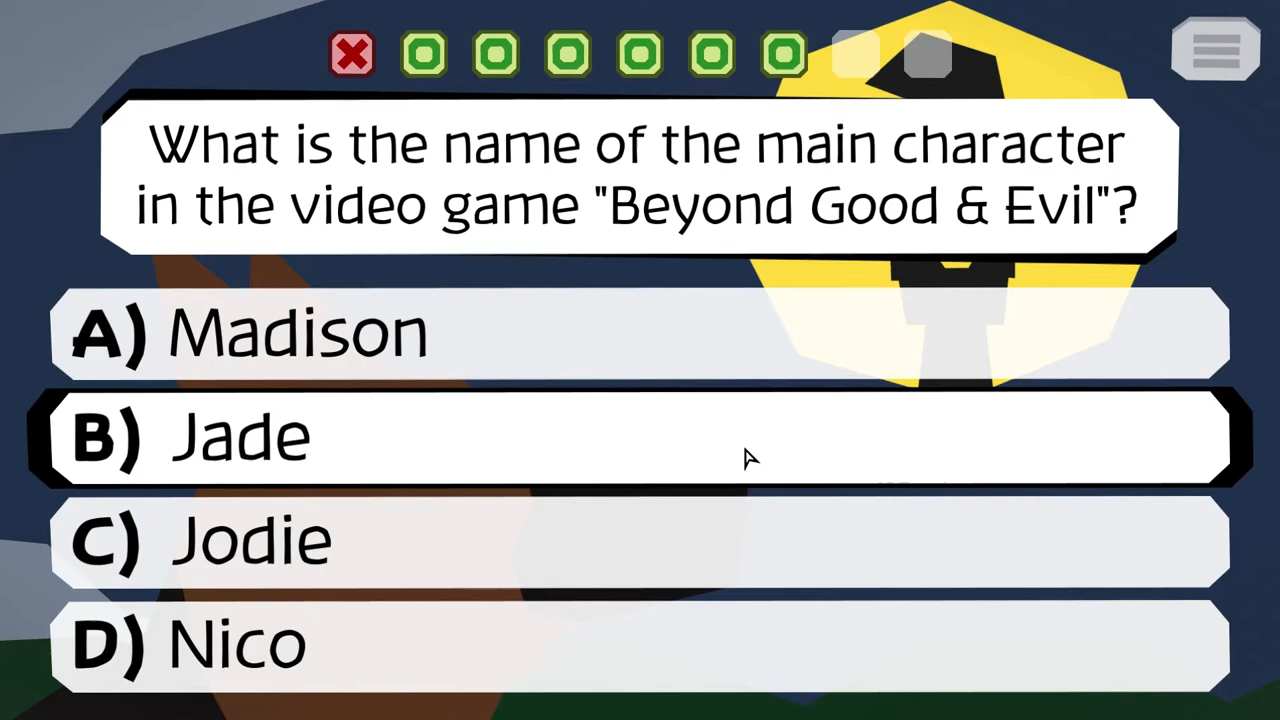 What is the name of the main character
in the video game "Beyond Good & Evil"?
A) Madison
B) Jade
C) Jodie
D) Nico